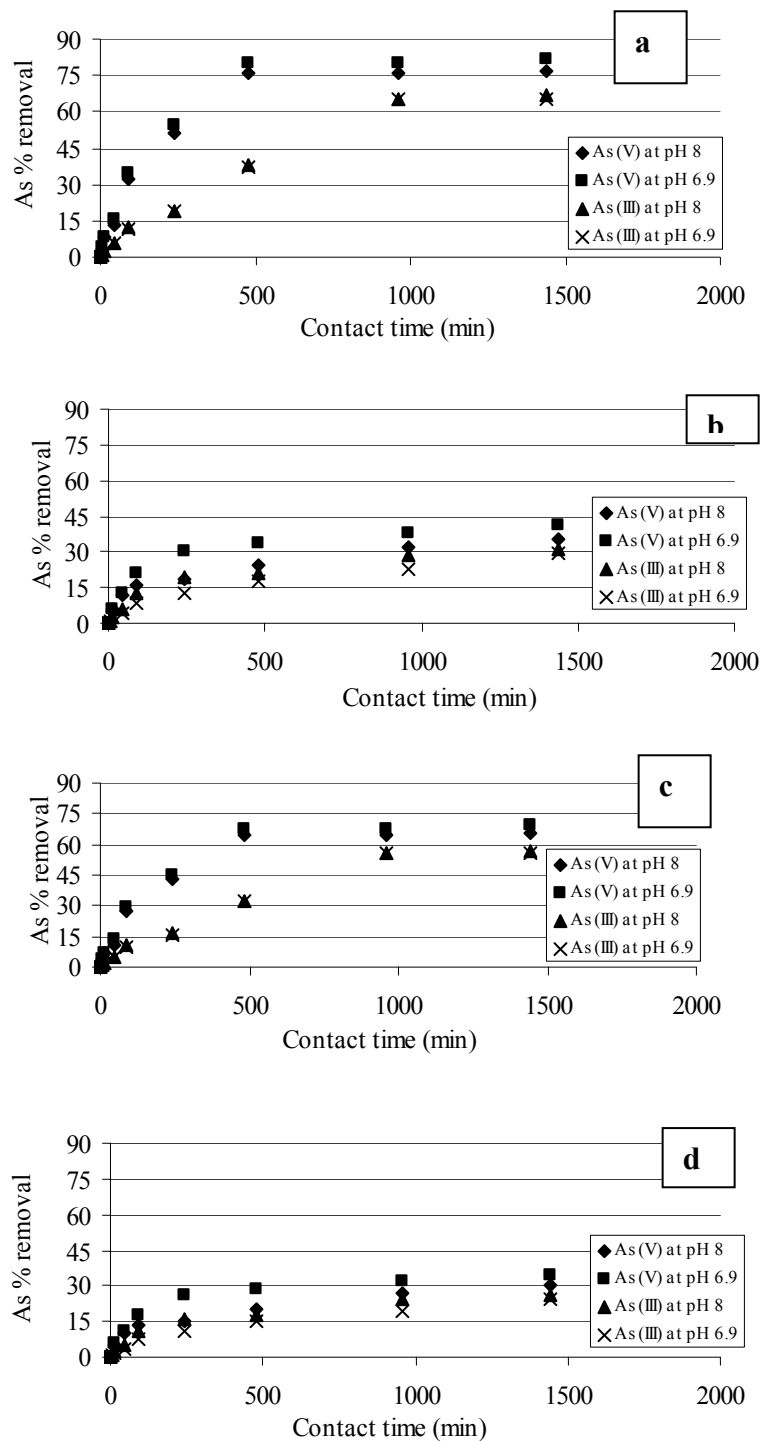 a
As % removal
90
75
60
45
30
15
0
As (V) at pH 8
As (V) at pH 6.9
As (III) at pH 8
As (III) at pH 6.9
0 500 1000 1500 2000
Contact time (min)
b
As % removal
90
75
60
45
30
15
0
As (V) at pH 8
As (V) at pH 6.9
As (III) at pH 8
As (III) at pH 6.9
0 500 1000 1500 2000
Contact time (min)
c
As % removal
90
75
60
45
30
15
0
As (V) at pH 8
As (V) at pH 6.9
As (III) at pH 8
As (III) at pH 6.9
0 500 1000 1500 2000
Contact time (min)
d
As % removal
90
75
60
45
30
15
0
As (V) at pH 8
As (V) at pH 6.9
As (III) at pH 8
As (III) at pH 6.9
0 500 1000 1500 2000
Contact time (min)